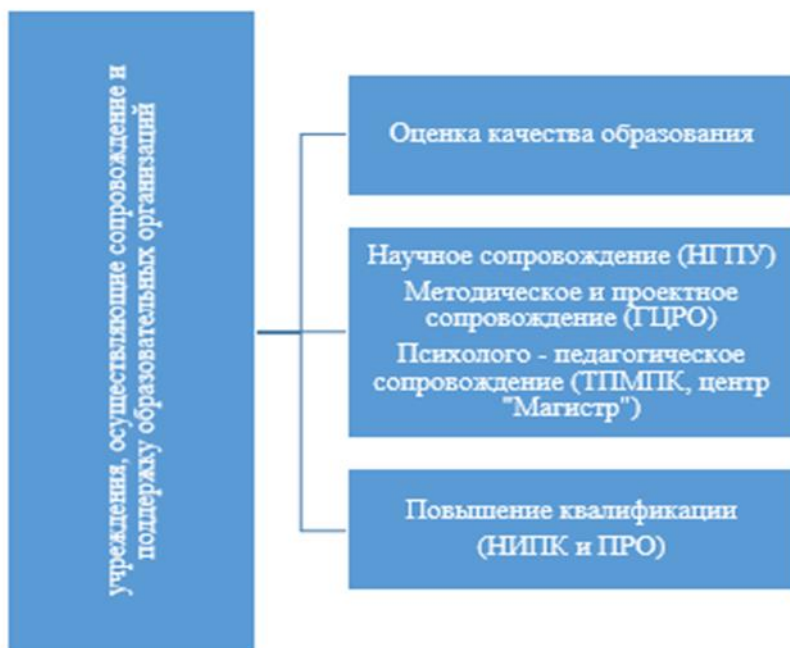 учреждения, осуществляющие сопровождение и
поддержку образовательных организаций
Оценка качества образования
Научное сопровождение (НГПУ)
Методическое и проектное
сопровождение (ГЦРО)
Психолого - педагогическое
сопровождение (ТПМПК, центр
"Магистр")
Повышение квалификации
(НИПК и ПРО)